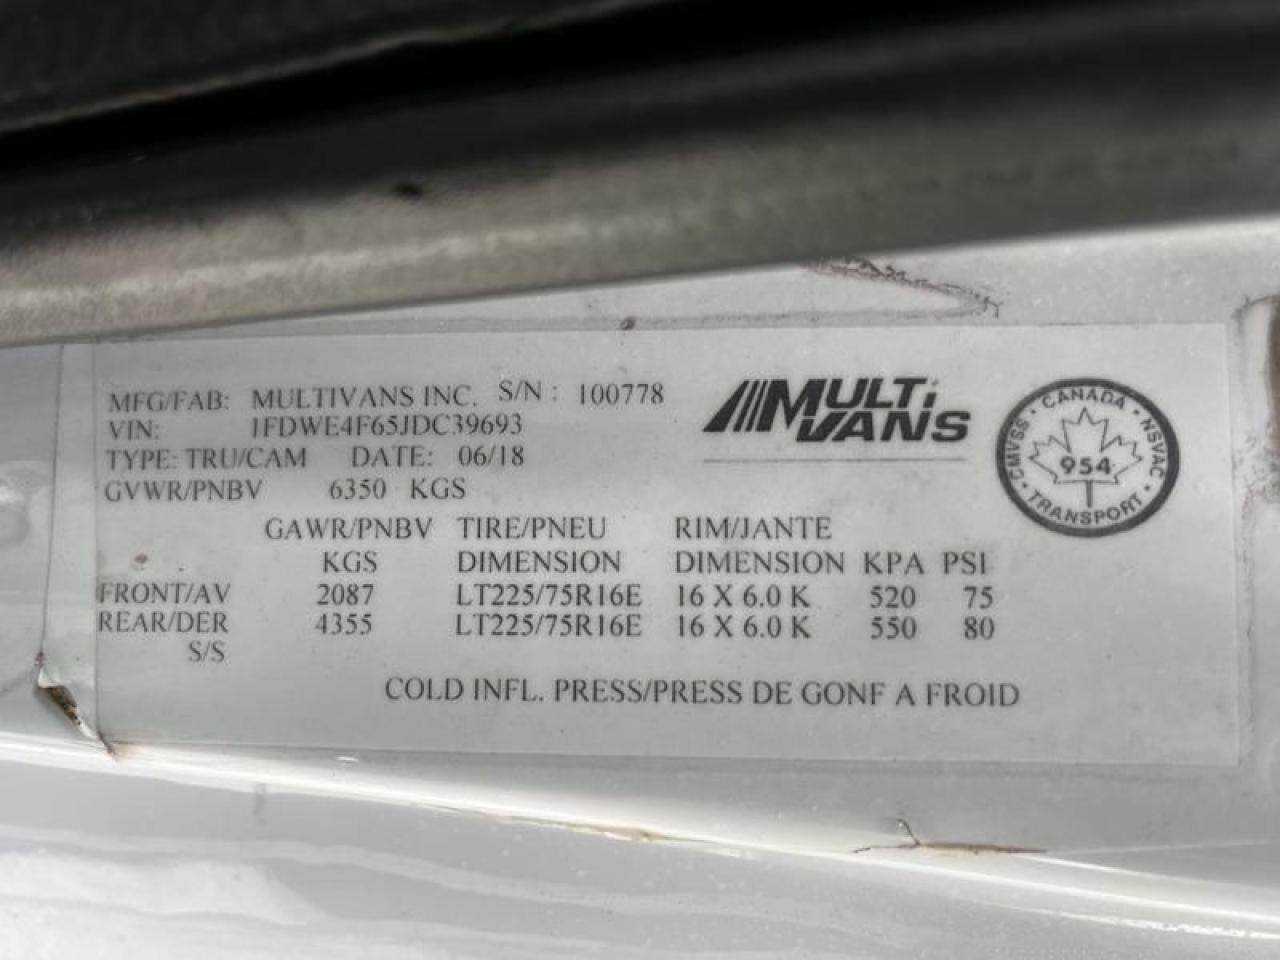 MFG/FAB: MULTIVANS INC. S/N : 100778
VIN: 1FDWE4F65JDC39693
TYPE: TRU/CAM DATE: 06/18
GVWR/PNBV 6350 KGS
MULTI VANS
CANADA
CMVSS 954 NSVAC
TRANSPORT
GAWR/PNBV TIRE/PNEU RIM/JANTE
KGS DIMENSION DIMENSION KPA PSI
FRONT/AV 2087 LT225/75R16E 16 X 6.0 K 520 75
REAR/DER 4355 LT225/75R16E 16 X 6.0 K 550 80
S/S
COLD INFL. PRESS/PRESS DE GONF A FROID